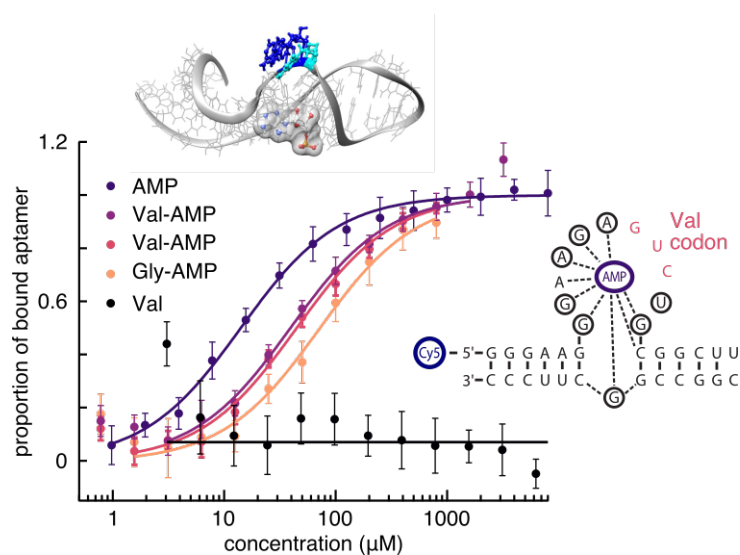 1.2
0.6
0
proportion of bound aptamer
AMP
Val-AMP
Val-AMP
Gly-AMP
Val
1 10 100 1000
concentration (µM)
A
G
A
A
G
G
G U C
Val
codon
AMP
U
G
Cy5
5'
G G G A A G
C G G C U U
3'
C C C U U C
G
G C C G G C